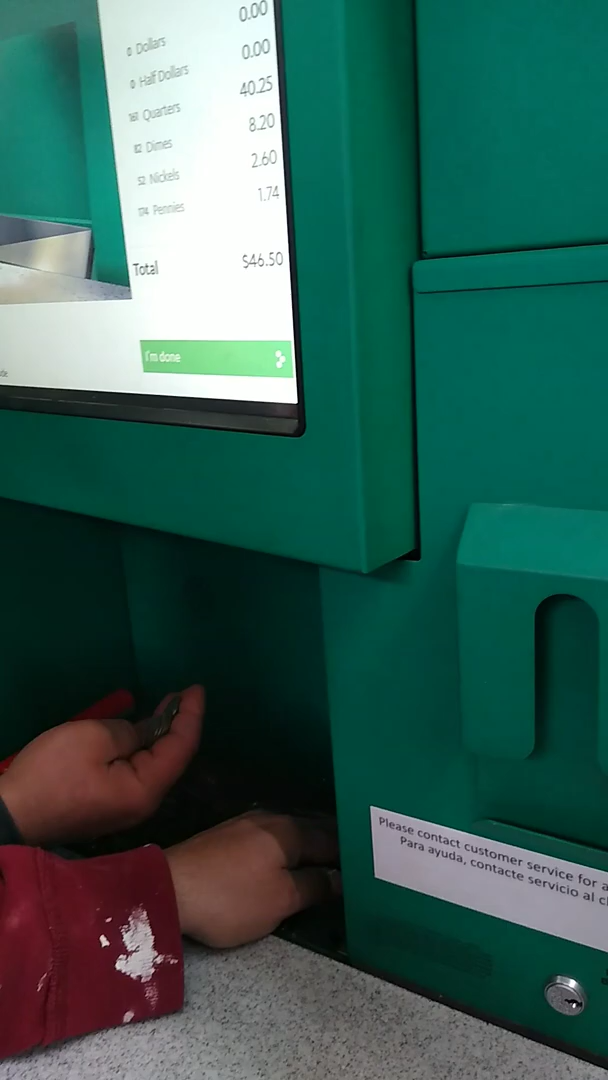 0.00
0 Dollars 0.00
0 Half Dollars 40.25
161 Quarters 8.20
82 Dimes 2.60
52 Nickels 1.74
174 Pennies
Total $46.50
I'm done
Please contact customer service for a
Para ayuda, contacte servicio al cl